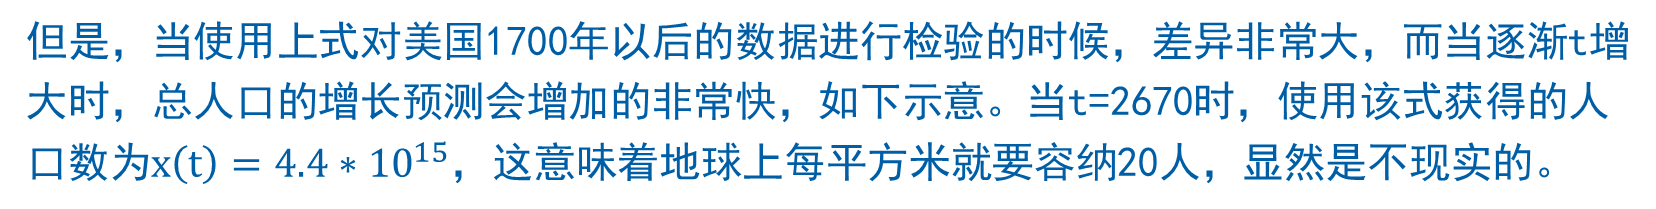 但是，当使用上式对美国1700年以后的数据进行检验的时候，差异非常大，而当逐渐t增
大时，总人口的增长预测会增加的非常快，如下示意。当t=2670时，使用该式获得的人
口数为x(t) = 4.4 * 10¹⁵，这意味着地球上每平方米就要容纳20人，显然是不现实的。